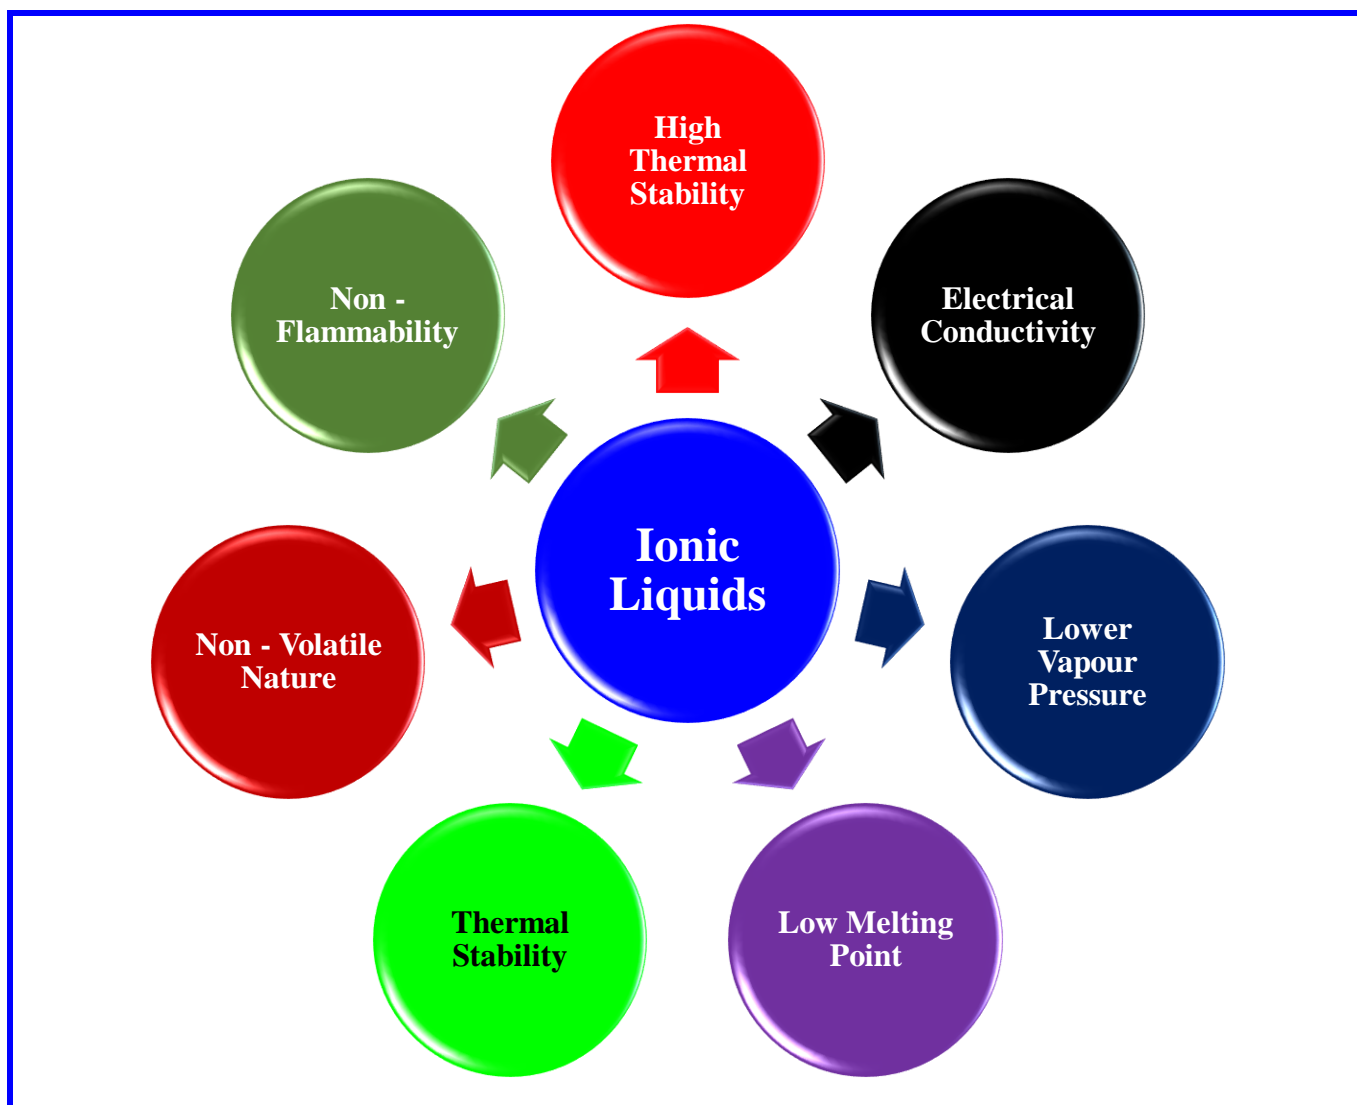 High
Thermal
Stability
Non -
Flammability
Electrical
Conductivity
Ionic
Liquids
Non - Volatile
Nature
Lower
Vapour
Pressure
Thermal
Stability
Low Melting
Point